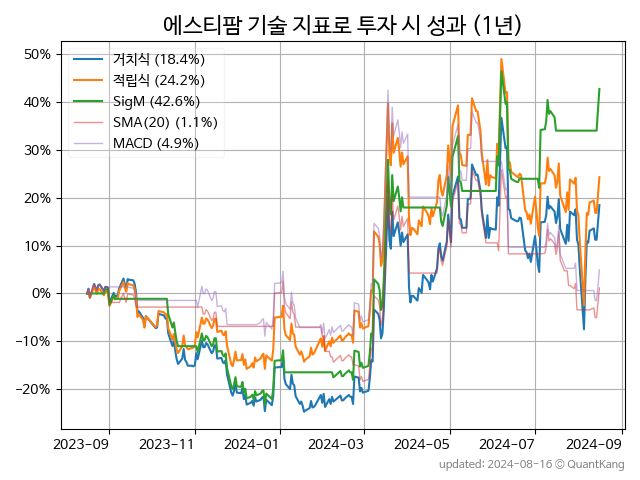 에스티팜 기술 지표로 투자 시 성과 (1년)
거치식 (18.4%)
적립식 (24.2%)
SigM (42.6%)
SMA(20) (1.1%)
MACD (4.9%)
50%
40%
30%
20%
10%
0%
−10%
−20%
2023-09 2023-11 2024-01 2024-03 2024-05 2024-07 2024-09
updated: 2024-08-16 © QuantKang